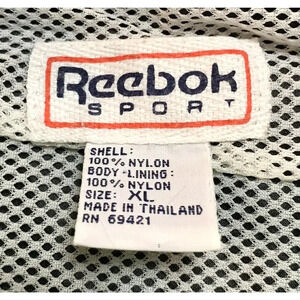 Reebok
SPORT
SHELL:
100% NYLON
BODY-LINING:
100% NYLON
SIZE: XL
MADE IN THAILAND
RN 69421